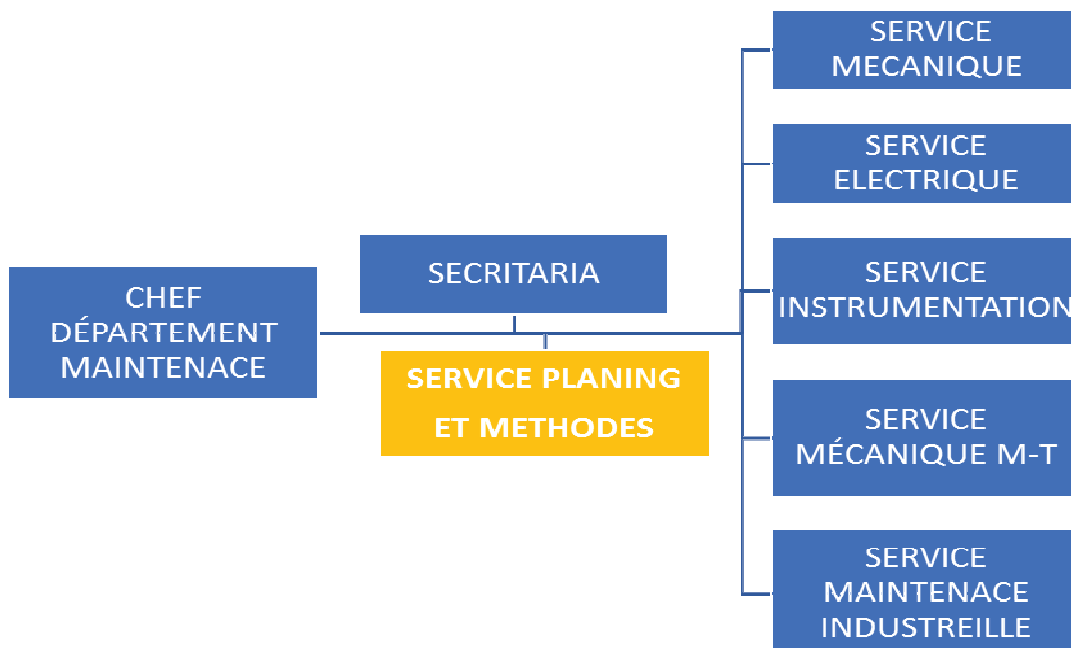 CHEF
DÉPARTEMENT
MAINTENACE
SECRITARIA
SERVICE PLANING
ET METHODES
SERVICE
MECANIQUE
SERVICE
ELECTRIQUE
SERVICE
INSTRUMENTATION
SERVICE
MÉCANIQUE M-T
SERVICE
MAINTENACE
INDUSTREILLE